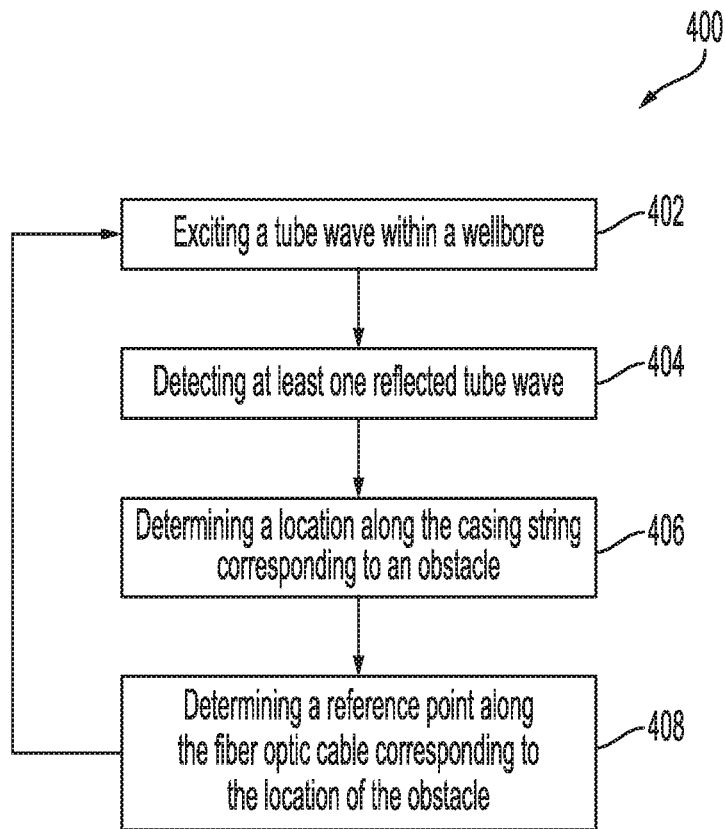 400
Exciting a tube wave within a wellbore
402
Detecting at least one reflected tube wave
404
Determining a location along the casing string
corresponding to an obstacle
406
Determining a reference point along
the fiber optic cable corresponding to
the location of the obstacle
408